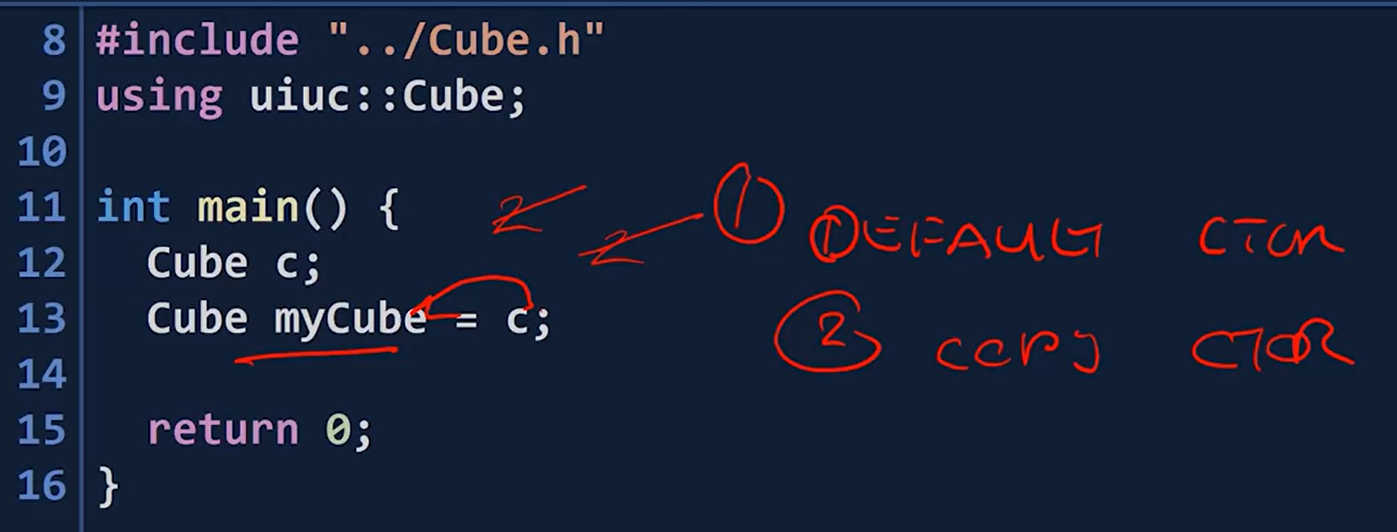 8 #include "../Cube.h"
9 using uiuc::Cube;
10
11 int main() {
① ① DEFAULT CTOR
12 Cube c;
13 Cube myCube = c;
② COPY CTOR
14
15 return 0;
16 }